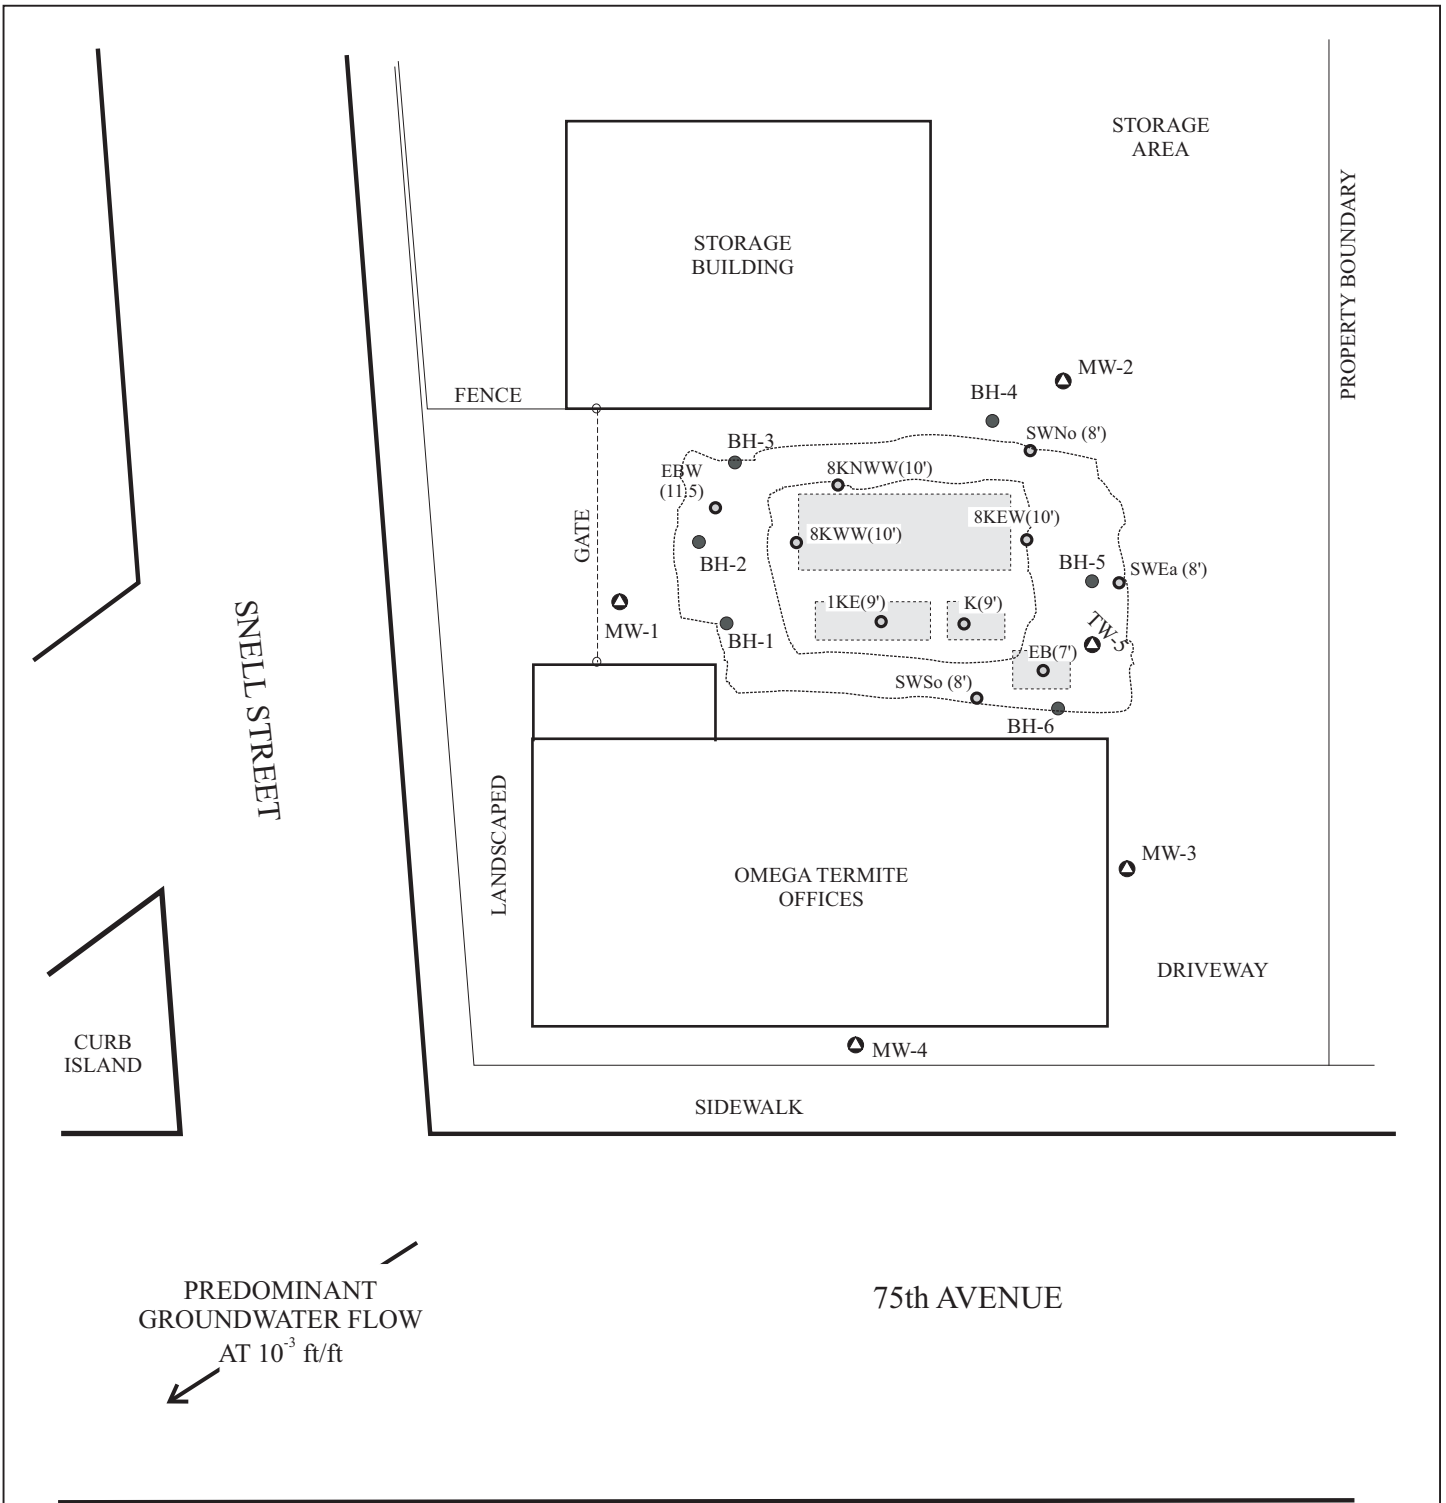 STORAGE
AREA
PROPERTY BOUNDARY
STORAGE
BUILDING
MW-2
FENCE
BH-4
SWNo (8')
BH-3
EBW
(11.5)
8KNWW(10')
8KEW(10')
8KWW(10')
GATE
BH-2
BH-5
SWEa (8')
1KE(9')
K(9')
MW-1
BH-1
TW-5
EB(7')
SWSo (8')
BH-6
SNELL STREET
LANDSCAPED
OMEGA TERMITE
OFFICES
MW-3
DRIVEWAY
CURB
ISLAND
MW-4
SIDEWALK
PREDOMINANT
GROUNDWATER FLOW
AT 10⁻³ ft/ft
75th AVENUE